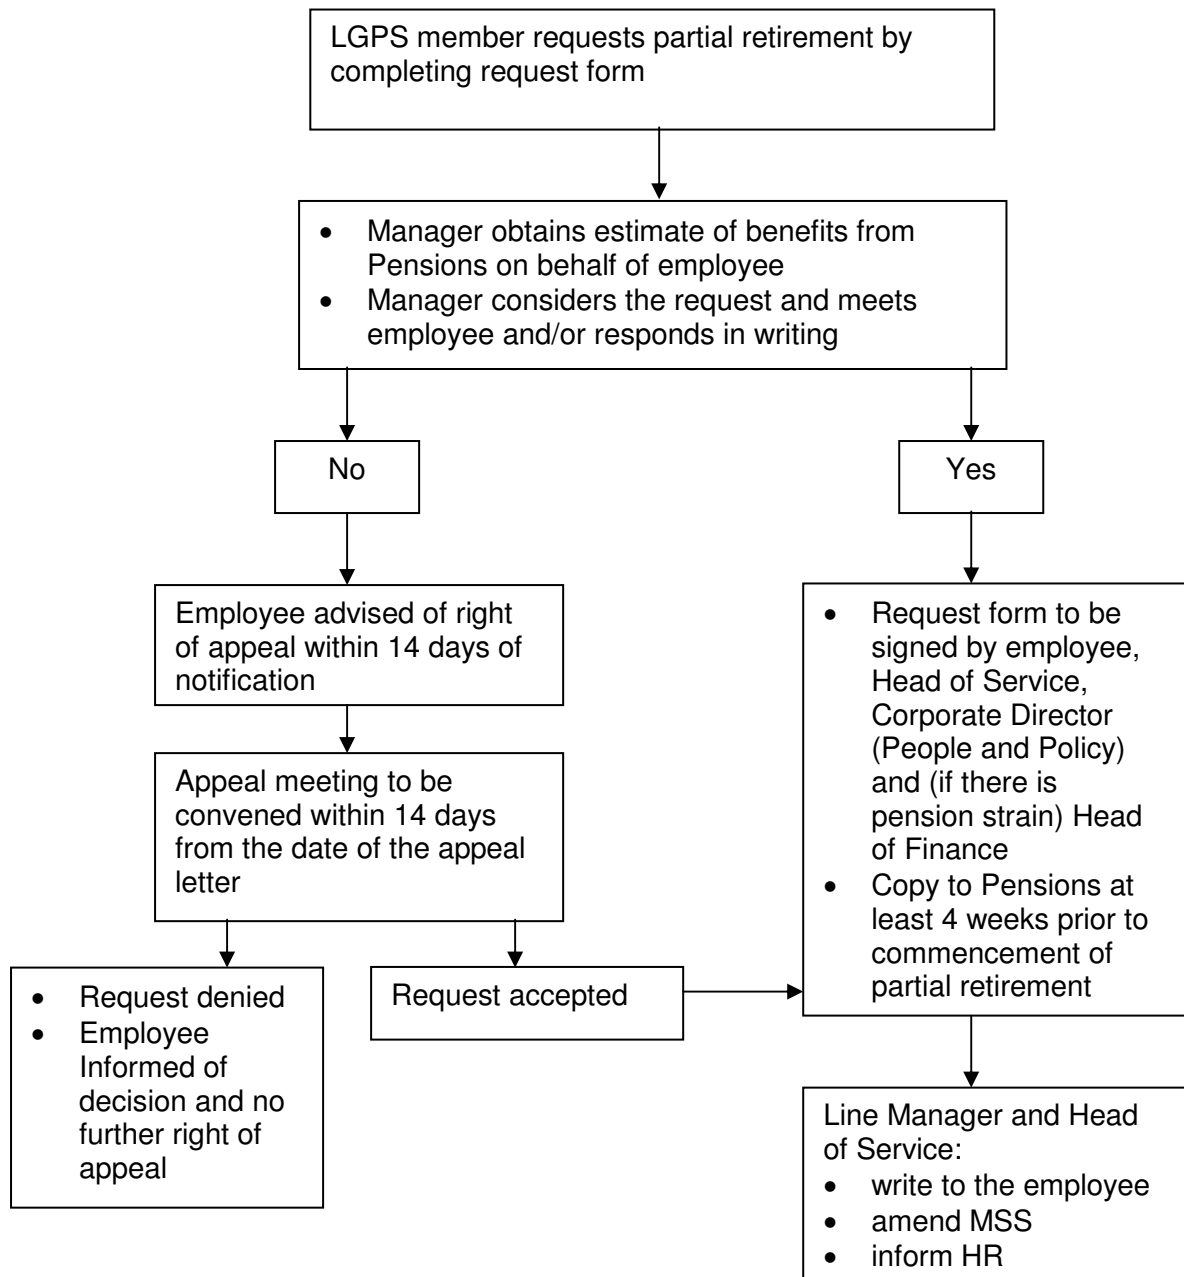 LGPS member requests partial retirement by
completing request form
• Manager obtains estimate of benefits from
Pensions on behalf of employee
• Manager considers the request and meets
employee and/or responds in writing
No
Yes
Employee advised of right
of appeal within 14 days of
notification
Appeal meeting to be
convened within 14 days
from the date of the appeal
letter
• Request denied
• Employee
Informed of
decision and no
further right of
appeal
Request accepted
• Request form to be
signed by employee,
Head of Service,
Corporate Director
(People and Policy)
and (if there is
pension strain) Head
of Finance
• Copy to Pensions at
least 4 weeks prior to
commencement of
partial retirement
Line Manager and Head
of Service:
• write to the employee
• amend MSS
• inform HR